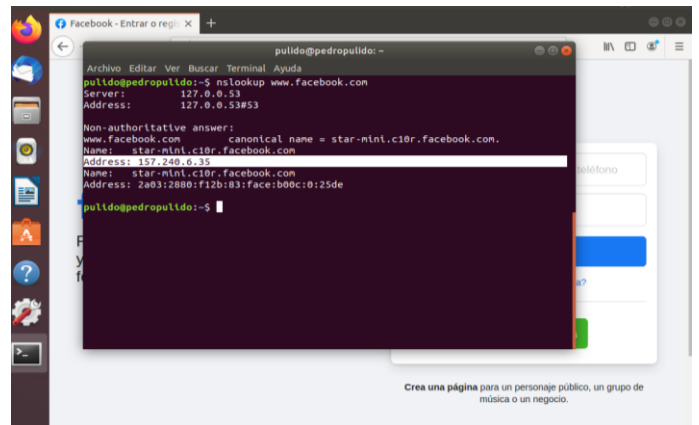 Facebook - Entrar o regis
pulido@pedropulido: ~
Archivo Editar Ver Buscar Terminal Ayuda
pulido@pedropulido:~$ nslookup www.facebook.com
Server: 127.0.0.53
Address: 127.0.0.53#53
Non-authoritative answer:
www.facebook.com canonical name = star-mini.c10r.facebook.com.
Name: star-mini.c10r.facebook.com
Address: 157.240.6.35
Name: star-mini.c10r.facebook.com
Address: 2a03:2880:f12b:83:face:b00c:0:25de
pulido@pedropulido:~$
teléfono
a?
Crea una página para un personaje público, un grupo de
música o un negocio.